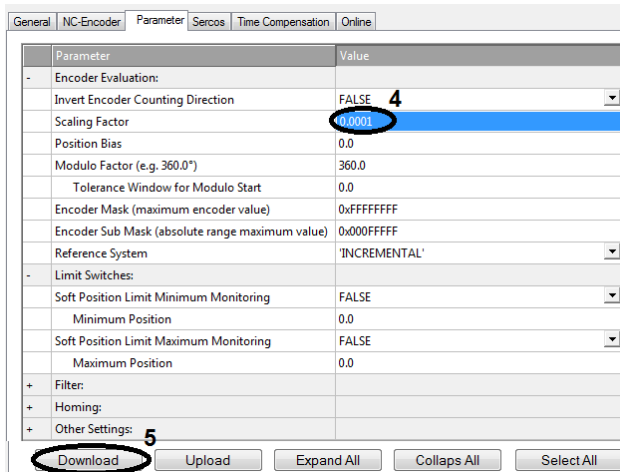 General NC-Encoder Parameter Sercos Time Compensation Online
Parameter Value
- Encoder Evaluation:
Invert Encoder Counting Direction FALSE 4
Scaling Factor 0.0001
Position Bias 0.0
Modulo Factor (e.g. 360.0°) 360.0
Tolerance Window for Modulo Start 0.0
Encoder Mask (maximum encoder value) 0xFFFFFFFF
Encoder Sub Mask (absolute range maximum value) 0x000FFFFF
Reference System 'INCREMENTAL'
- Limit Switches:
Soft Position Limit Minimum Monitoring FALSE
Minimum Position 0.0
Soft Position Limit Maximum Monitoring FALSE
Maximum Position 0.0
+ Filter:
+ Homing:
+ Other Settings:
5
Download Upload Expand All Collaps All Select All